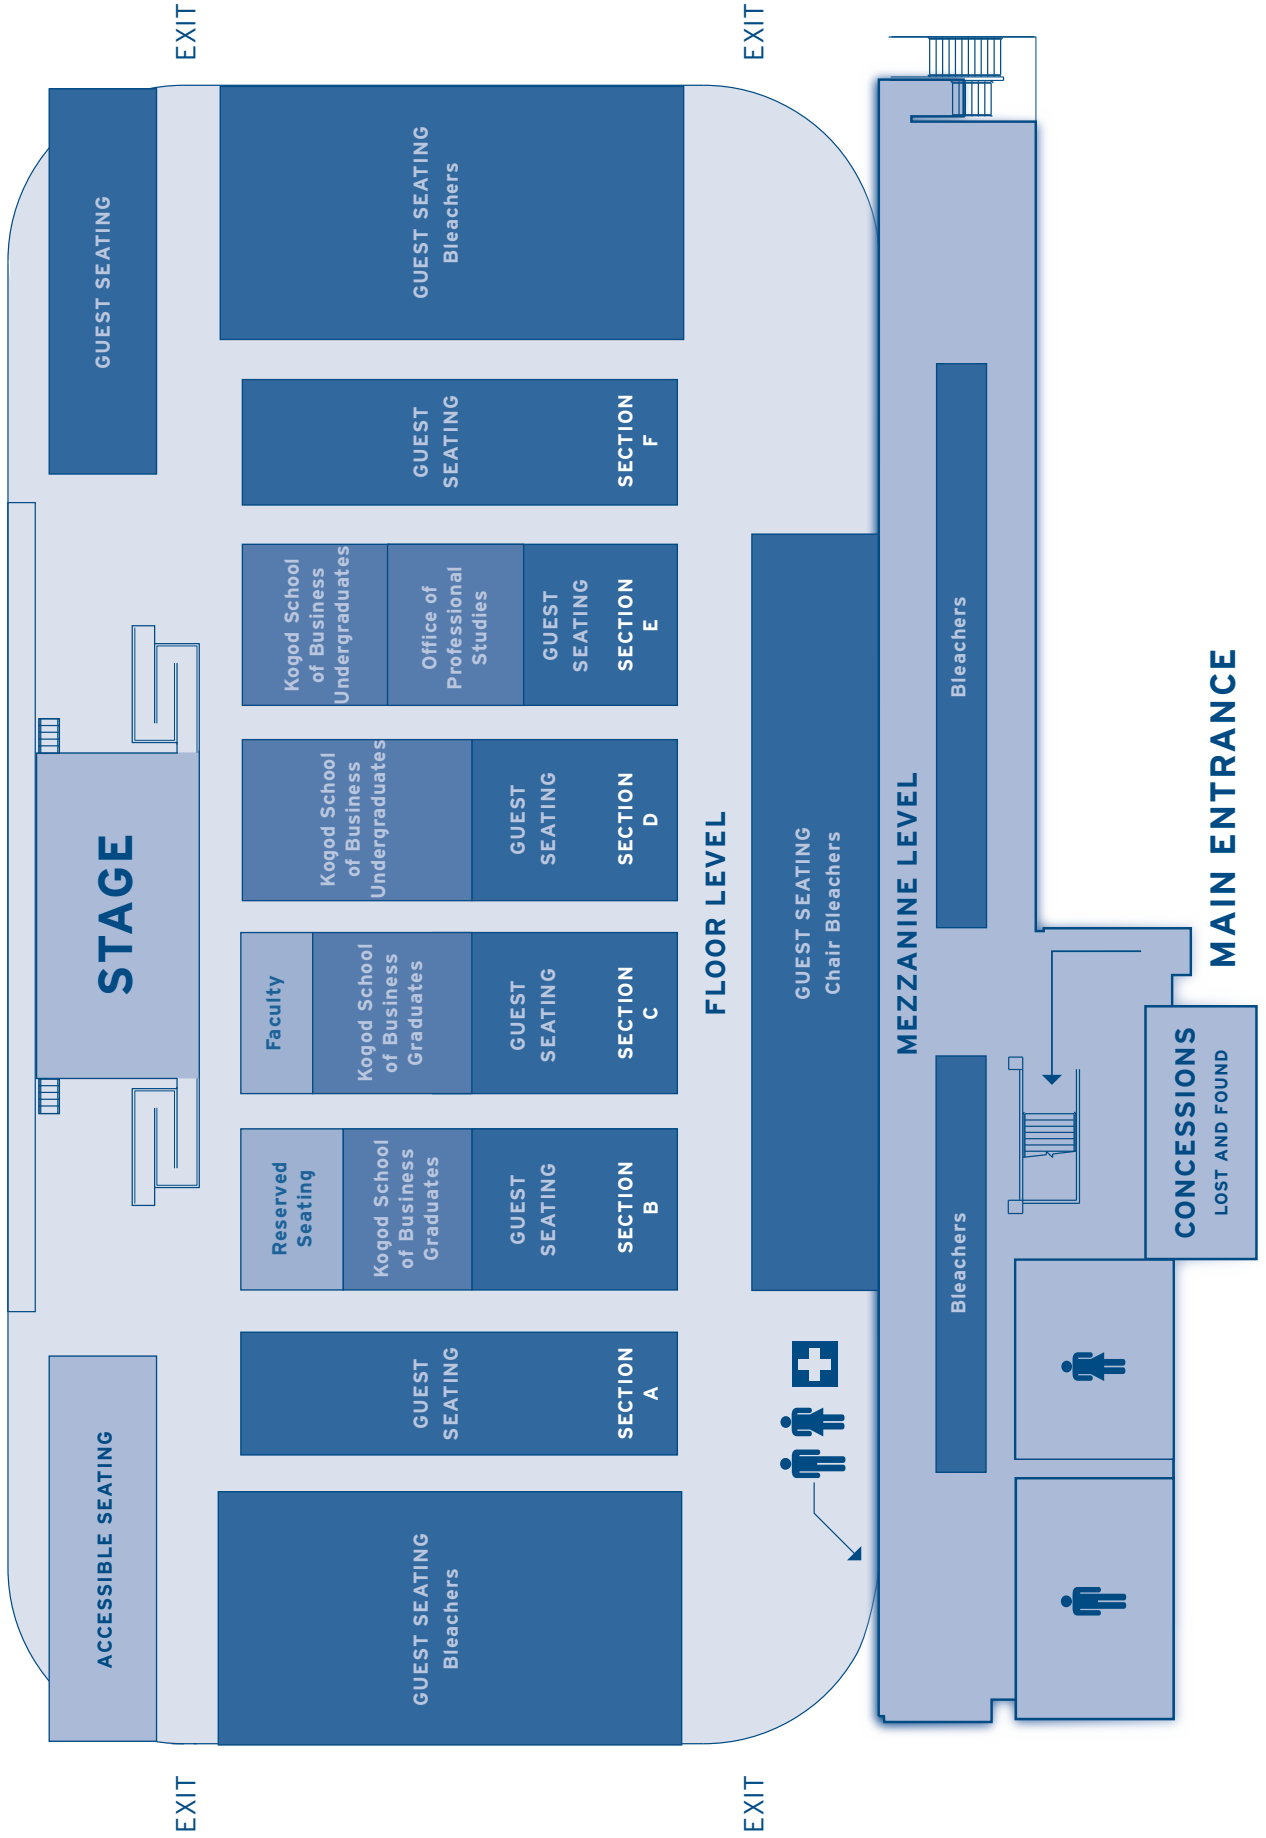 EXIT
EXIT
ACCESSIBLE SEATING
STAGE
GUEST SEATING
GUEST SEATING
Bleachers
GUEST
SEATING
SECTION
A
Reserved
Seating
Kogod School
of Business
Graduates
GUEST
SEATING
SECTION
B
Faculty
Kogod School
of Business
Graduates
GUEST
SEATING
SECTION
C
Kogod School
of Business
Undergraduates
GUEST
SEATING
SECTION
D
Kogod School
of Business
Undergraduates
Office of
Professional
Studies
GUEST
SEATING
SECTION
E
GUEST
SEATING
SECTION
F
GUEST SEATING
Bleachers
FLOOR LEVEL
EXIT
EXIT
GUEST SEATING
Chair Bleachers
MEZZANINE LEVEL
Bleachers
Bleachers
CONCESSIONS
LOST AND FOUND
MAIN ENTRANCE